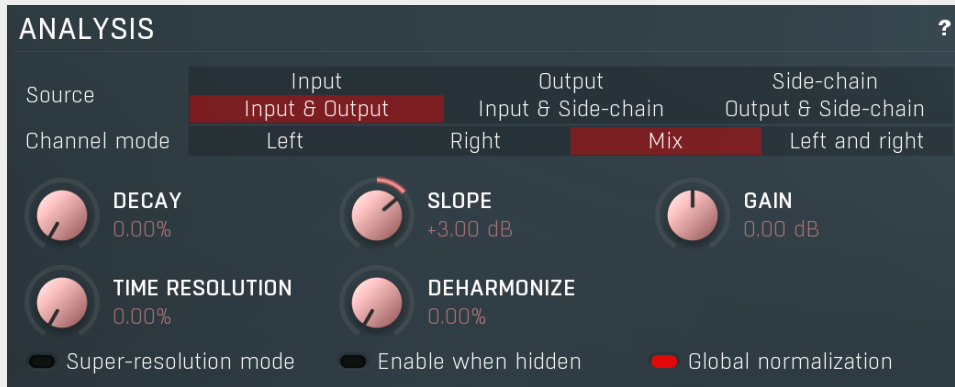 ANALYSIS ?
Source
Input Output Side-chain
Input & Output Input & Side-chain Output & Side-chain
Channel mode Left Right Mix Left and right
DECAY SLOPE GAIN
0.00% +3.00 dB 0.00 dB
TIME RESOLUTION DEHARMONIZE
0.00% 0.00%
Super-resolution mode Enable when hidden Global normalization